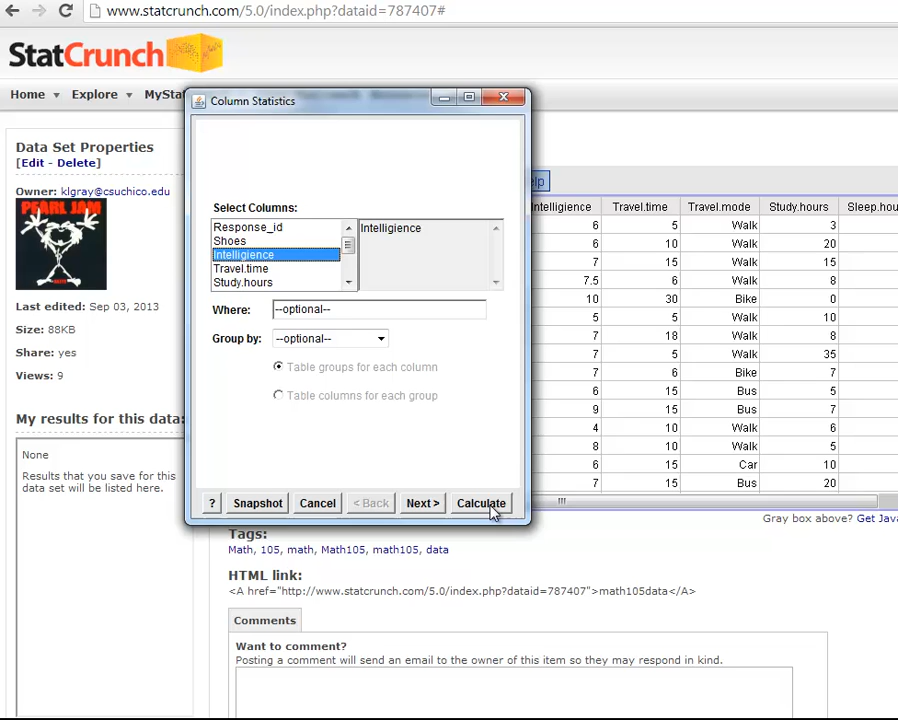 www.statcrunch.com/5.0/index.php?dataid=787407#
StatCrunch
Home Explore MySta
Column Statistics
Data Set Properties
[Edit - Delete]
Owner: klgray@csuchico.edu
PEARL JAM
Last edited: Sep 03, 2013
Size: 88KB
Share: yes
Views: 9
My results for this data:
None
Results that you save for this
data set will be listed here.
Select Columns:
Response_id
Shoes
Intelligience
Travel.time
Study.hours
Intelligience
Where: --optional--
Group by: --optional--
Table groups for each column
Table columns for each group
? Snapshot Cancel < Back Next > Calculate
elp
Intelligience Travel.time Travel.mode Study.hours Sleep.hou
6 5 Walk 3
6 10 Walk 20
7 15 Walk 15
7.5 6 Walk 8
10 30 Bike 0
5 5 Walk 10
7 18 Walk 8
7 5 Walk 35
7 6 Bike 7
6 15 Bus 5
9 15 Bus 7
4 10 Walk 6
8 10 Walk 5
6 15 Car 10
7 15 Bus 20
Gray box above? Get Jav
Tags:
Math, 105, math, Math105, math105, data
HTML link:
<A href="http://www.statcrunch.com/5.0/index.php?dataid=787407">math105data</A>
Comments
Want to comment?
Posting a comment will send an email to the owner of this item so they may respond in kind.